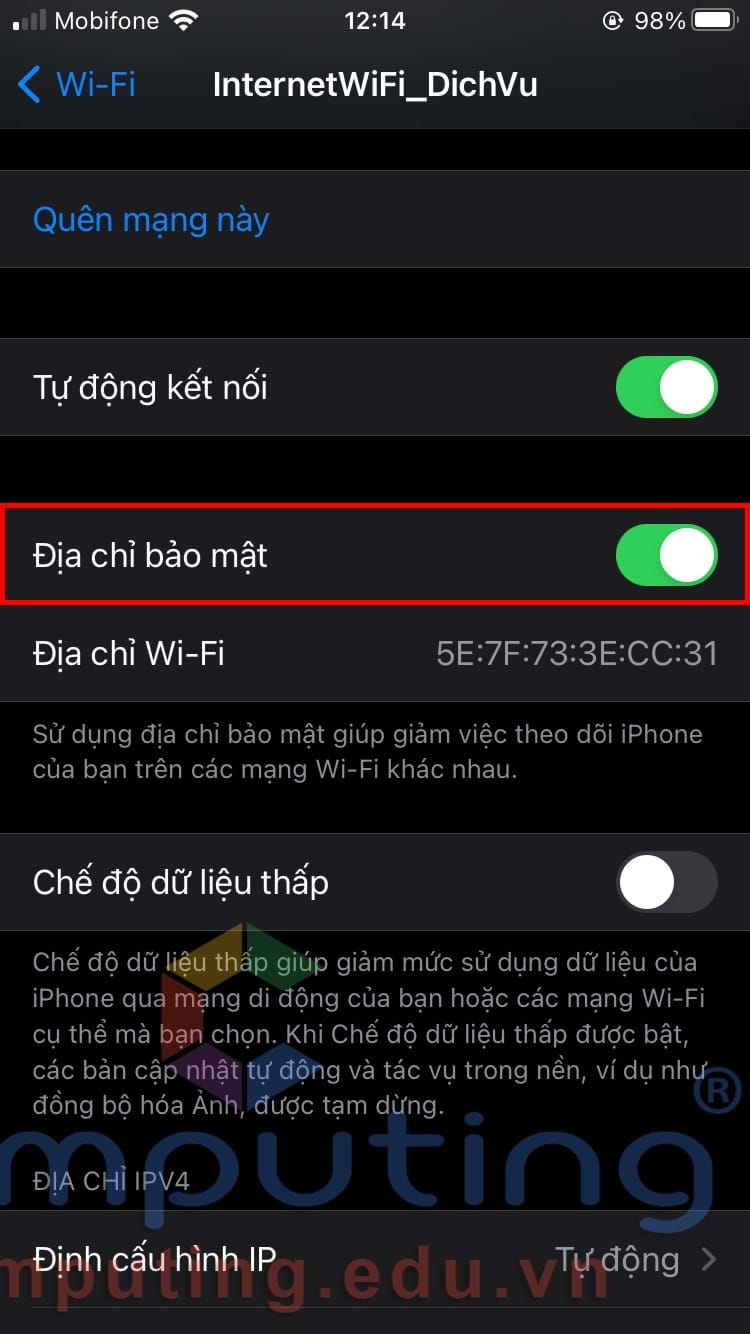 Mobifone 12:14 98%
Wi-Fi InternetWiFi_DichVu
Quên mạng này
Tự động kết nối
Địa chỉ bảo mật
Địa chỉ Wi-Fi 5E:7F:73:3E:CC:31
Sử dụng địa chỉ bảo mật giúp giảm việc theo dõi iPhone
của bạn trên các mạng Wi-Fi khác nhau.
Chế độ dữ liệu thấp
Chế độ dữ liệu thấp giúp giảm mức sử dụng dữ liệu của
iPhone qua mạng di động của bạn hoặc các mạng Wi-Fi
cụ thể mà bạn chọn. Khi Chế độ dữ liệu thấp được bật,
các bản cập nhật tự động và tác vụ trong nền, ví dụ như
đồng bộ hóa Ảnh, được tạm dừng.
®
mputing
ĐỊA CHỈ IPV4
Định cấu hình IP Tự động
mputing.edu.vn